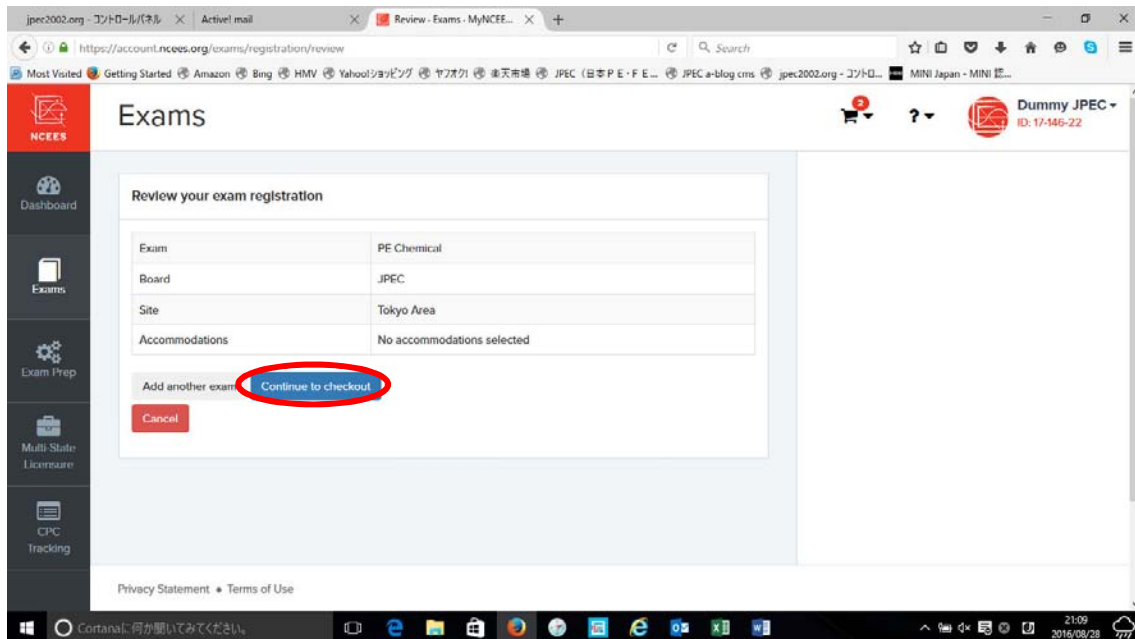 jpec2002.org - コントロールパネル
Active! mail
Review - Exams - MyNCEE...
https://account.ncees.org/exams/registration/review
Search
Most Visited Getting Started Amazon Bing HMV Yahoo!ショッピング ヤフオク! 楽天市場 JPEC (日本ＰＥ・ＦＥ... JPEC a-blog cms jpec2002.org - コントロ... MINI Japan - MINI 認...
NCEES
Exams
2
?
Dummy JPEC
ID: 17-146-22
Dashboard
Exams
Exam Prep
Multi-State
Licensure
CPC
Tracking
Review your exam registration
Exam PE Chemical
Board JPEC
Site Tokyo Area
Accommodations No accommodations selected
Add another exam Continue to checkout
Cancel
Privacy Statement • Terms of Use
Cortanaに何か聞いてみてください。
21:09
2016/08/28